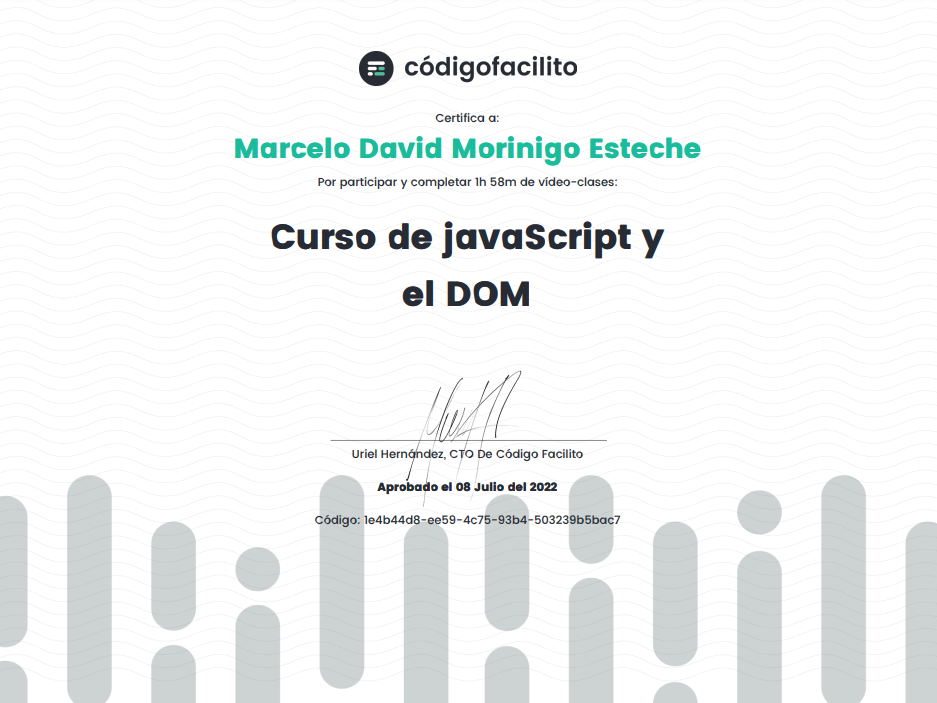 códigofacilito
Certifica a:
Marcelo David Morinigo Esteche
Por participar y completar 1h 58m de vídeo-clases:
Curso de javaScript y
el DOM
Uriel Hernández, CTO De Código Facilito
Aprobado el 08 Julio del 2022
Código: 1e4b44d8-ee59-4c75-93b4-503239b5bac7